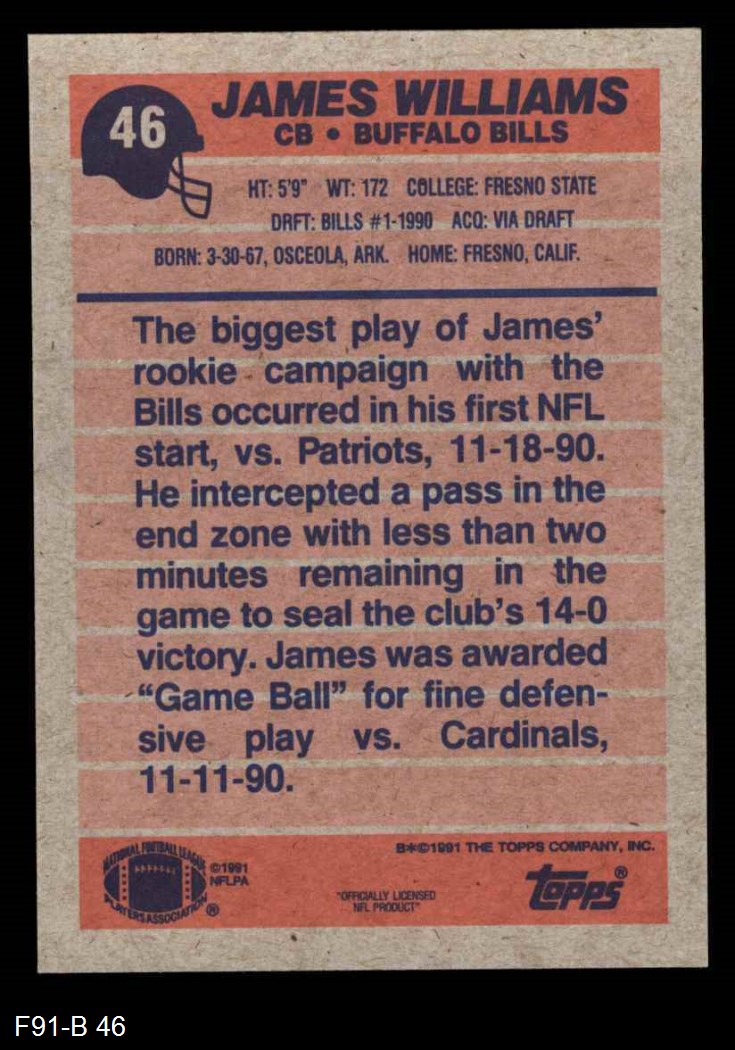 46
JAMES WILLIAMS
CB • BUFFALO BILLS
HT: 5'9" WT: 172 COLLEGE: FRESNO STATE
DRFT: BILLS #1-1990 ACQ: VIA DRAFT
BORN: 3-30-67, OSCEOLA, ARK. HOME: FRESNO, CALIF.
The biggest play of James'
rookie campaign with the
Bills occurred in his first NFL
start, vs. Patriots, 11-18-90.
He intercepted a pass in the
end zone with less than two
minutes remaining in the
game to seal the club's 14-0
victory. James was awarded
"Game Ball" for fine defen-
sive play vs. Cardinals,
11-11-90.
NATIONAL FOOTBALL LEAGUE
PLAYERS ASSOCIATION ®
©1991
NFLPA
"OFFICIALLY LICENSED
NFL PRODUCT"
B*©1991 THE TOPPS COMPANY, INC.
topps®
F91-B 46